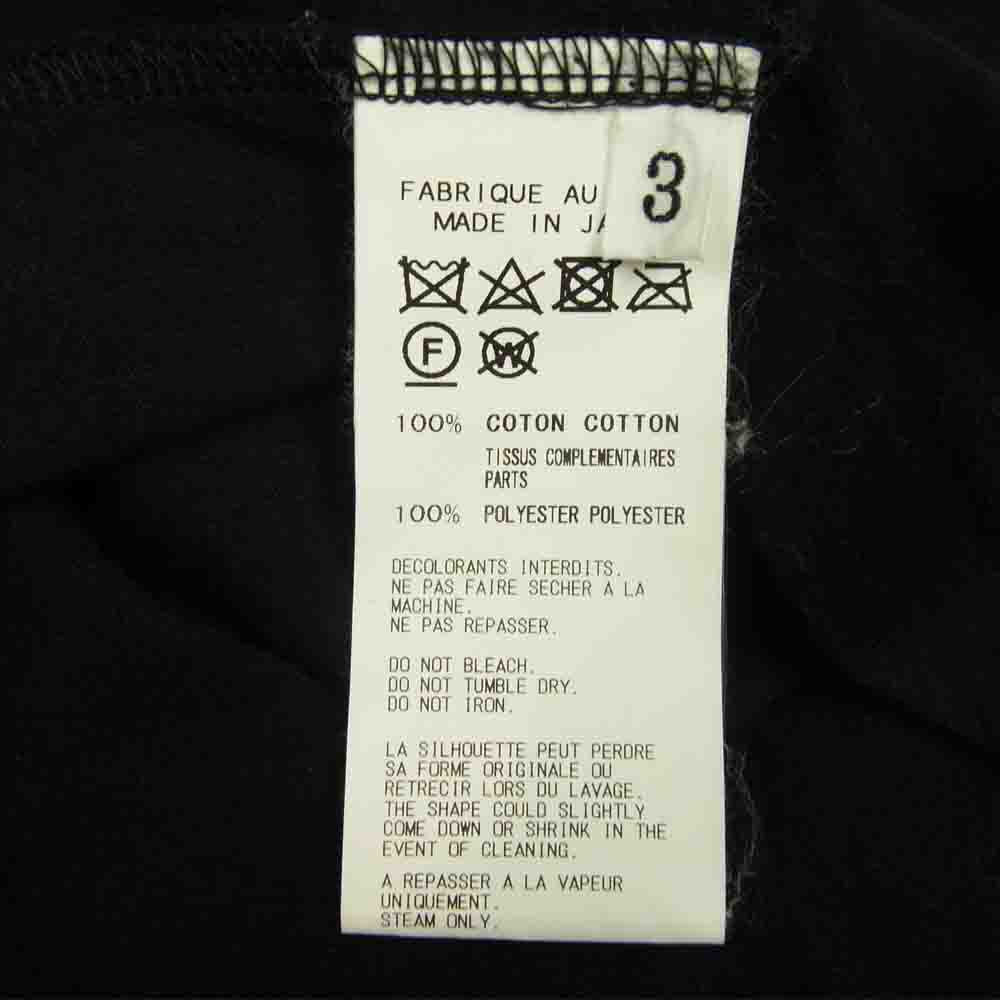 3
FABRIQUE AU
MADE IN JA
F W
100% COTON COTTON
TISSUS COMPLEMENTAIRES
PARTS
100% POLYESTER POLYESTER
DECOLORANTS INTERDITS.
NE PAS FAIRE SECHER A LA
MACHINE.
NE PAS REPASSER.
DO NOT BLEACH.
DO NOT TUMBLE DRY.
DO NOT IRON.
LA SILHOUETTE PEUT PERDRE
SA FORME ORIGINALE OU
RETRECIR LORS DU LAVAGE.
THE SHAPE COULD SLIGHTLY
COME DOWN OR SHRINK IN THE
EVENT OF CLEANING.
A REPASSER A LA VAPEUR
UNIQUEMENT.
STEAM ONLY.